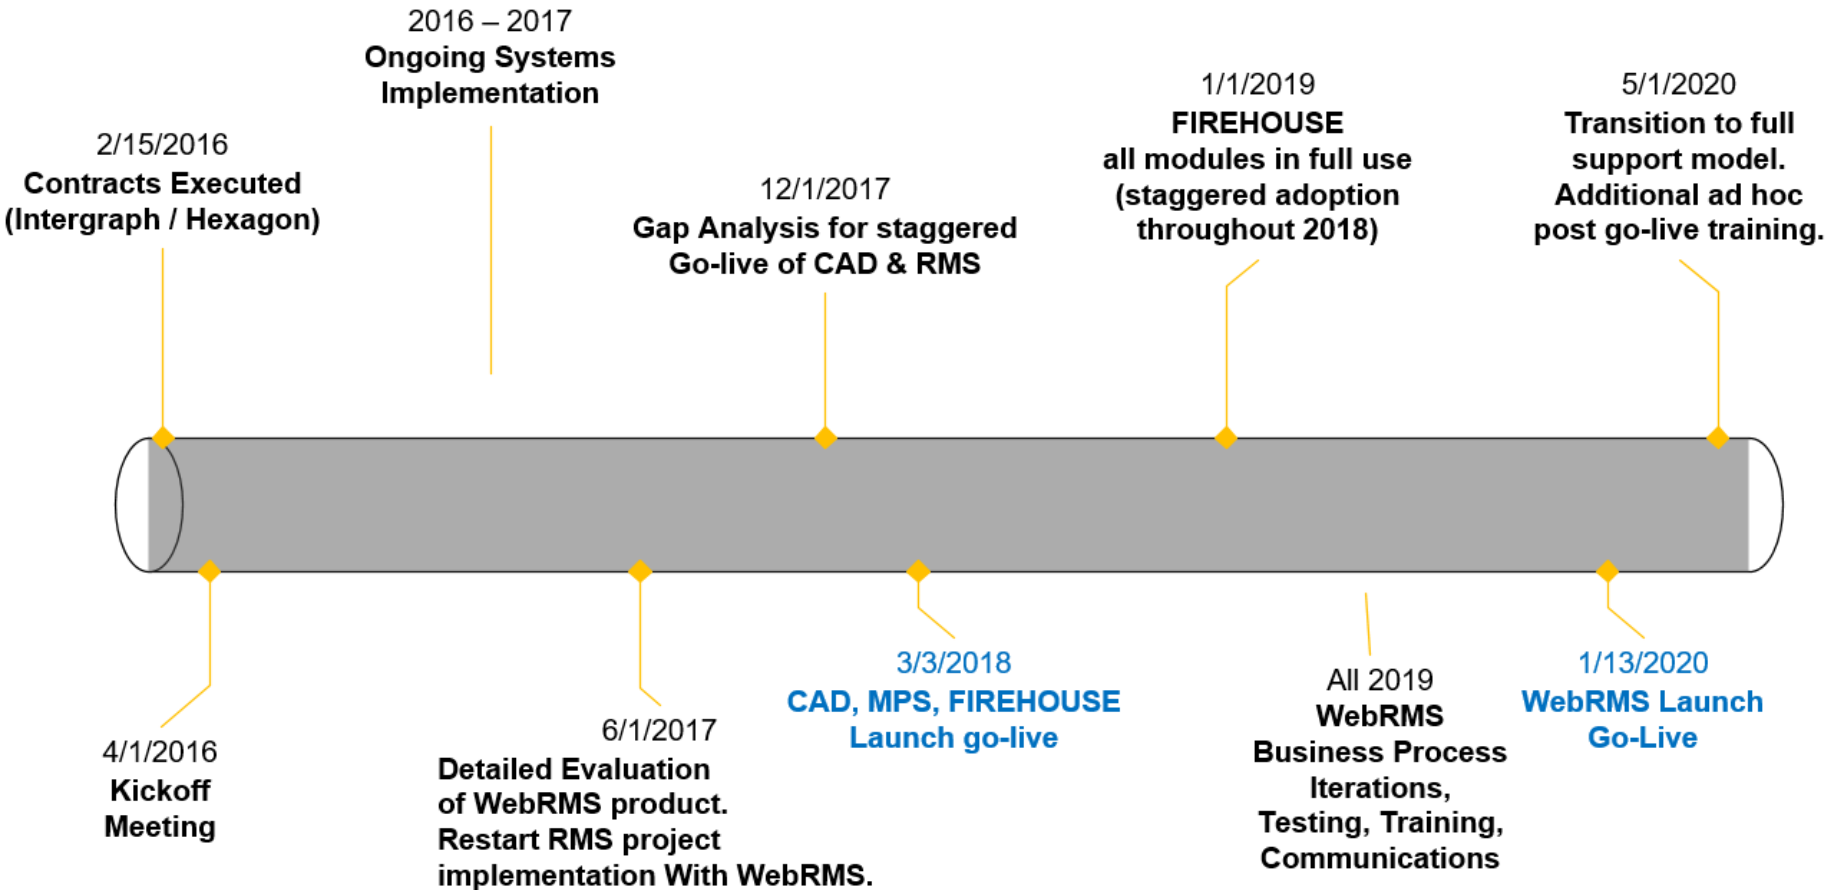 2/15/2016
Contracts Executed
(Intergraph / Hexagon)
2016 – 2017
Ongoing Systems
Implementation
12/1/2017
Gap Analysis for staggered
Go-live of CAD & RMS
1/1/2019
FIREHOUSE
all modules in full use
(staggered adoption
throughout 2018)
5/1/2020
Transition to full
support model.
Additional ad hoc
post go-live training.
4/1/2016
Kickoff
Meeting
6/1/2017
Detailed Evaluation
of WebRMS product.
Restart RMS project
implementation With WebRMS.
3/3/2018
CAD, MPS, FIREHOUSE
Launch go-live
All 2019
WebRMS
Business Process
Iterations,
Testing, Training,
Communications
1/13/2020
WebRMS Launch
Go-Live